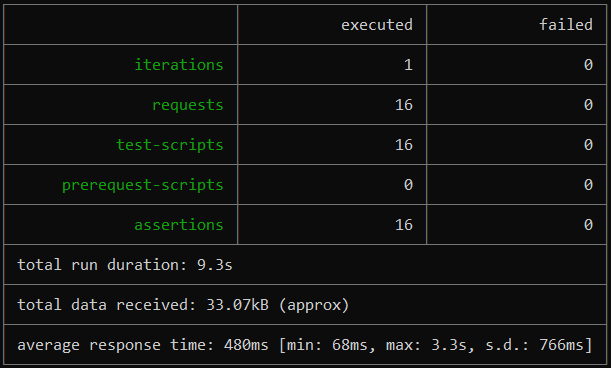 executed failed
iterations 1 0
requests 16 0
test-scripts 16 0
prerequest-scripts 0 0
assertions 16 0
total run duration: 9.3s
total data received: 33.07kB (approx)
average response time: 480ms [min: 68ms, max: 3.3s, s.d.: 766ms]